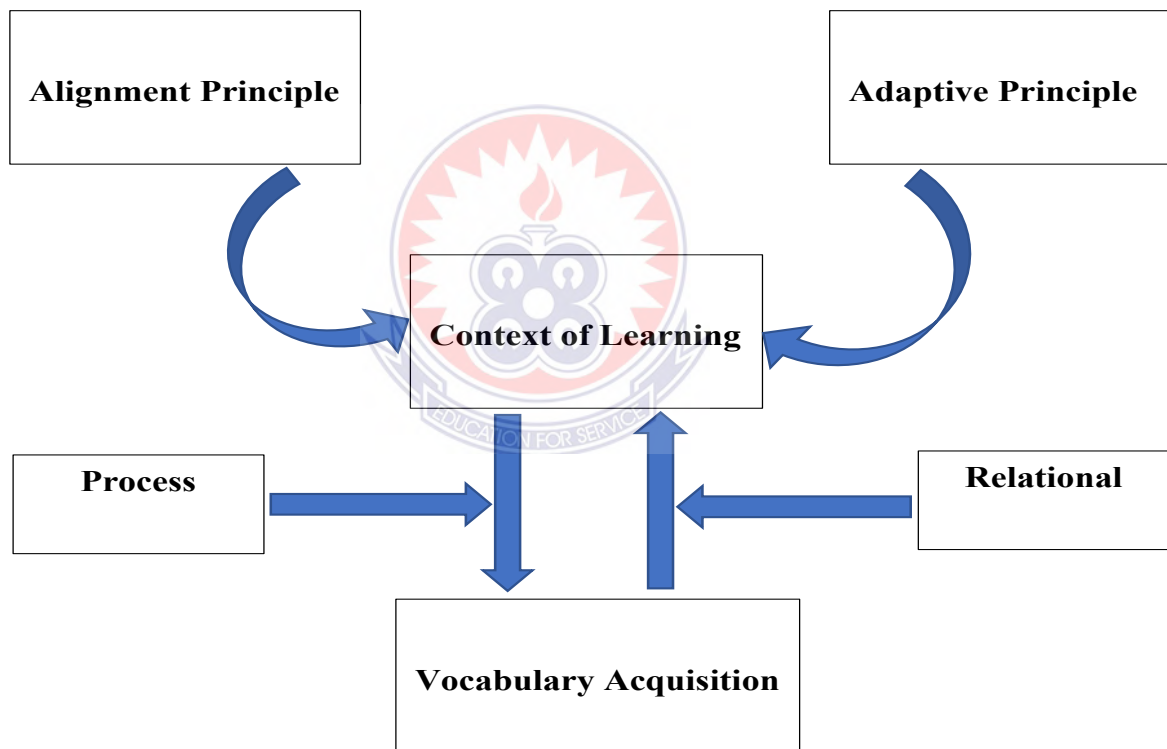 Alignment Principle
Adaptive Principle
Context of Learning
EDUCATION FOR SERVICE
Process
Relational
Vocabulary Acquisition